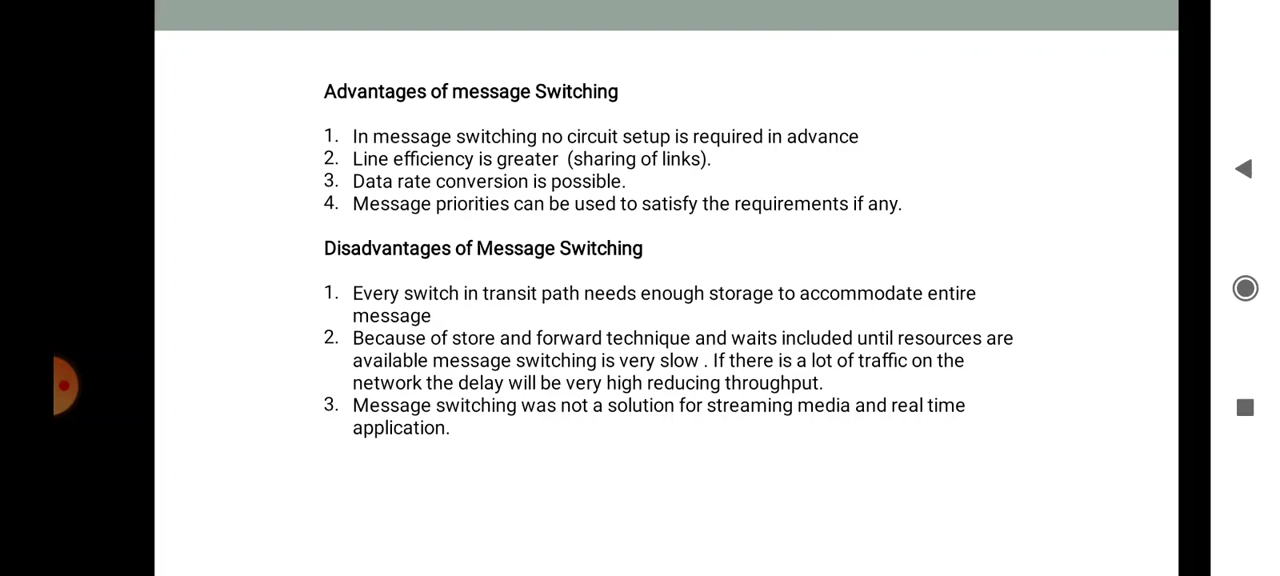 Advantages of message Switching
1. In message switching no circuit setup is required in advance
2. Line efficiency is greater (sharing of links).
3. Data rate conversion is possible.
4. Message priorities can be used to satisfy the requirements if any.
Disadvantages of Message Switching
1. Every switch in transit path needs enough storage to accommodate entire
message
2. Because of store and forward technique and waits included until resources are
available message switching is very slow . If there is a lot of traffic on the
network the delay will be very high reducing throughput.
3. Message switching was not a solution for streaming media and real time
application.